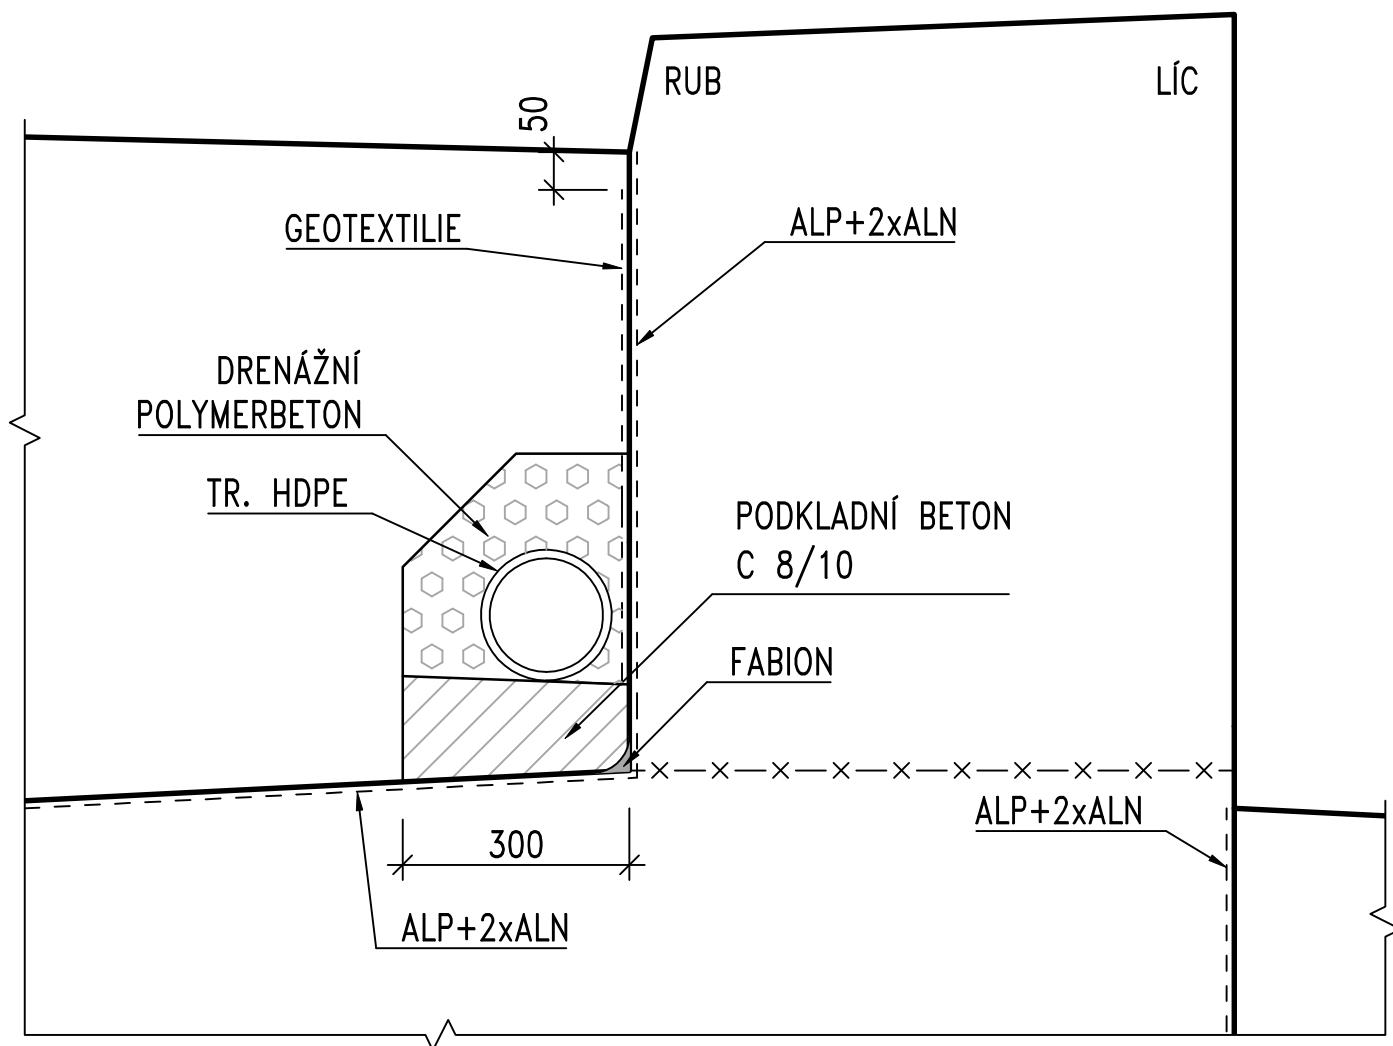 RUB
LÍC
50
GEOTEXTILIE
ALP+2xALN
DRENÁŽNÍ
POLYMERBETON
TR. HDPE
PODKLADNÍ BETON
C 8/10
FABION
ALP+2xALN
300
ALP+2xALN